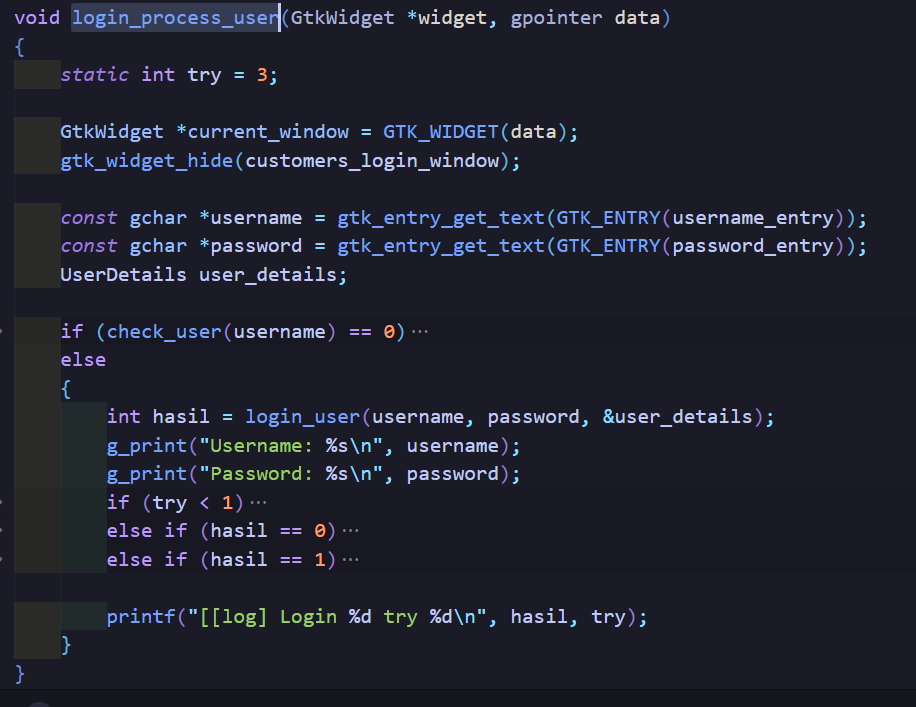 void login_process_user(GtkWidget *widget, gpointer data)
{
static int try = 3;
GtkWidget *current_window = GTK_WIDGET(data);
gtk_widget_hide(customers_login_window);
const gchar *username = gtk_entry_get_text(GTK_ENTRY(username_entry));
const gchar *password = gtk_entry_get_text(GTK_ENTRY(password_entry));
UserDetails user_details;
if (check_user(username) == 0)···
else
{
int hasil = login_user(username, password, &user_details);
g_print("Username: %s\n", username);
g_print("Password: %s\n", password);
if (try < 1)···
else if (hasil == 0)···
else if (hasil == 1)···
printf("[[log] Login %d try %d\n", hasil, try);
}
}